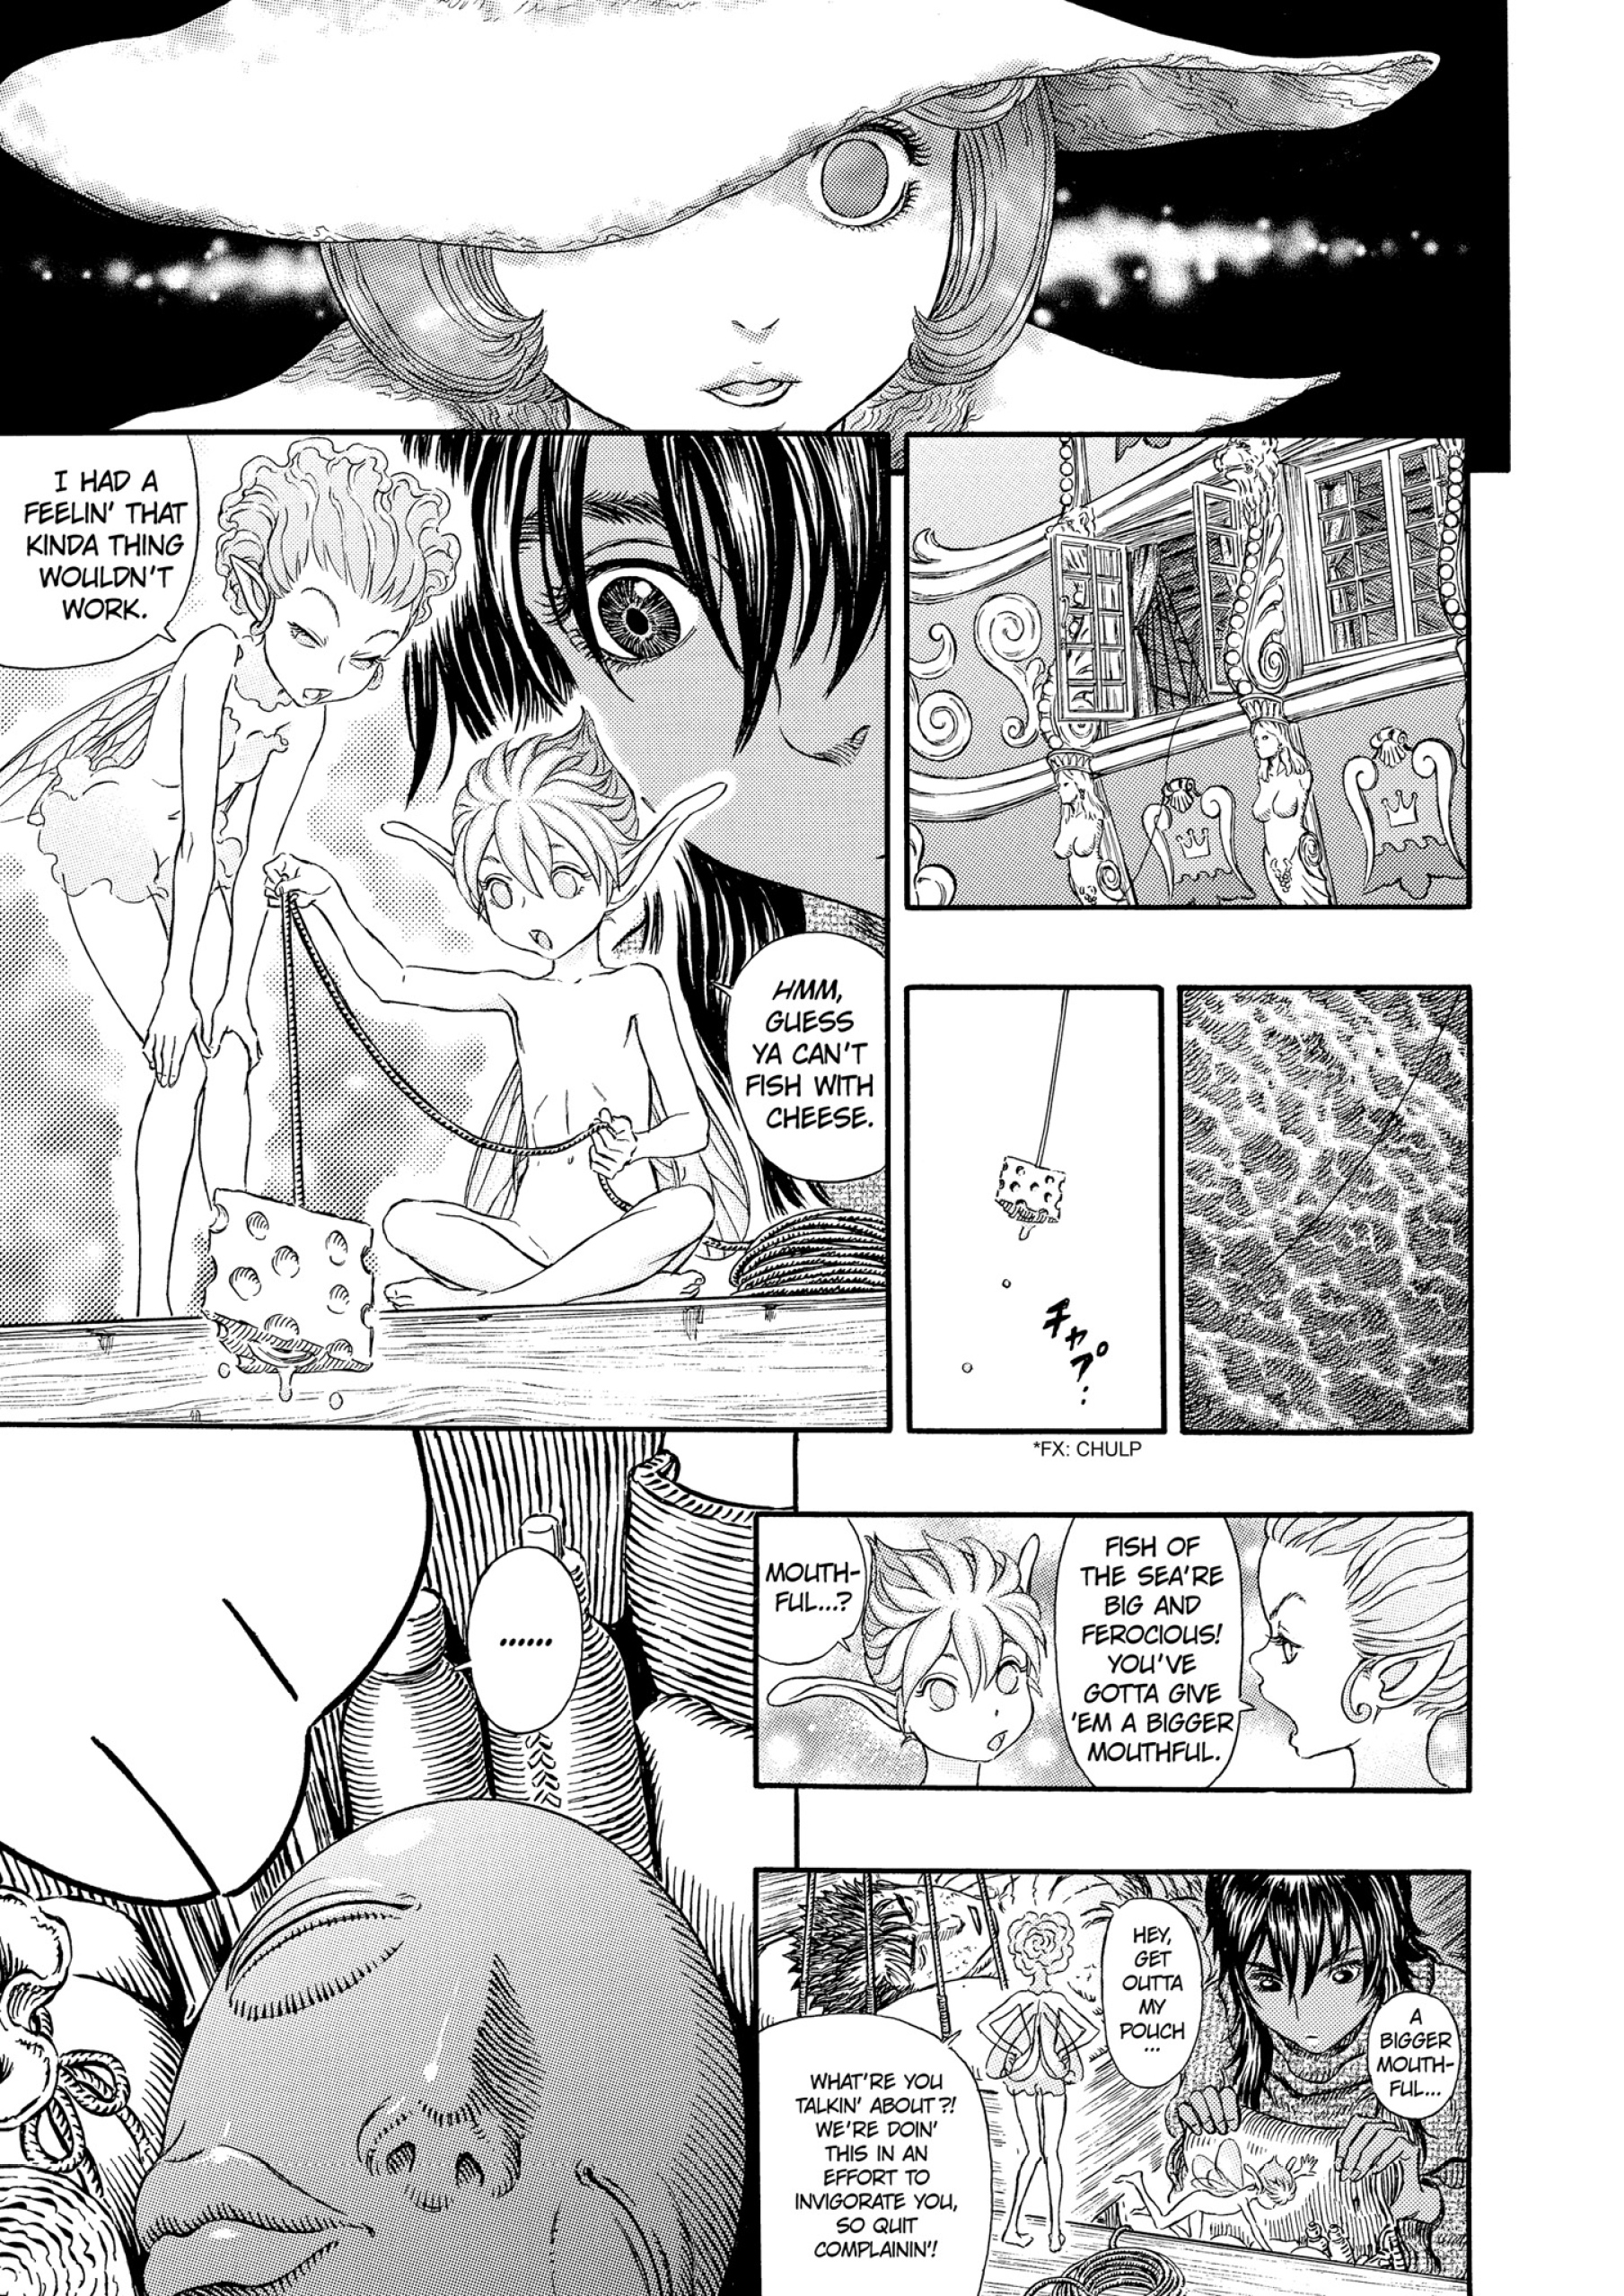 チャプ…
*FX: CHULP
HMM,
GUESS
YA CAN'T
FISH WITH
CHEESE.
I HAD A
FEELIN' THAT
KINDA THING
WOULDN'T
WORK.
FISH OF
THE SEA'RE
BIG AND
FEROCIOUS!
YOU'VE
GOTTA GIVE
'EM A BIGGER
MOUTHFUL.
MOUTH-
FUL...?
A
BIGGER
MOUTH-
FUL...
HEY,
GET
OUTTA
MY
POUCH
...
WHAT'RE YOU
TALKIN' ABOUT?!
WE'RE DOIN'
THIS IN AN
EFFORT TO
INVIGORATE YOU,
SO QUIT
COMPLAININ'!
......